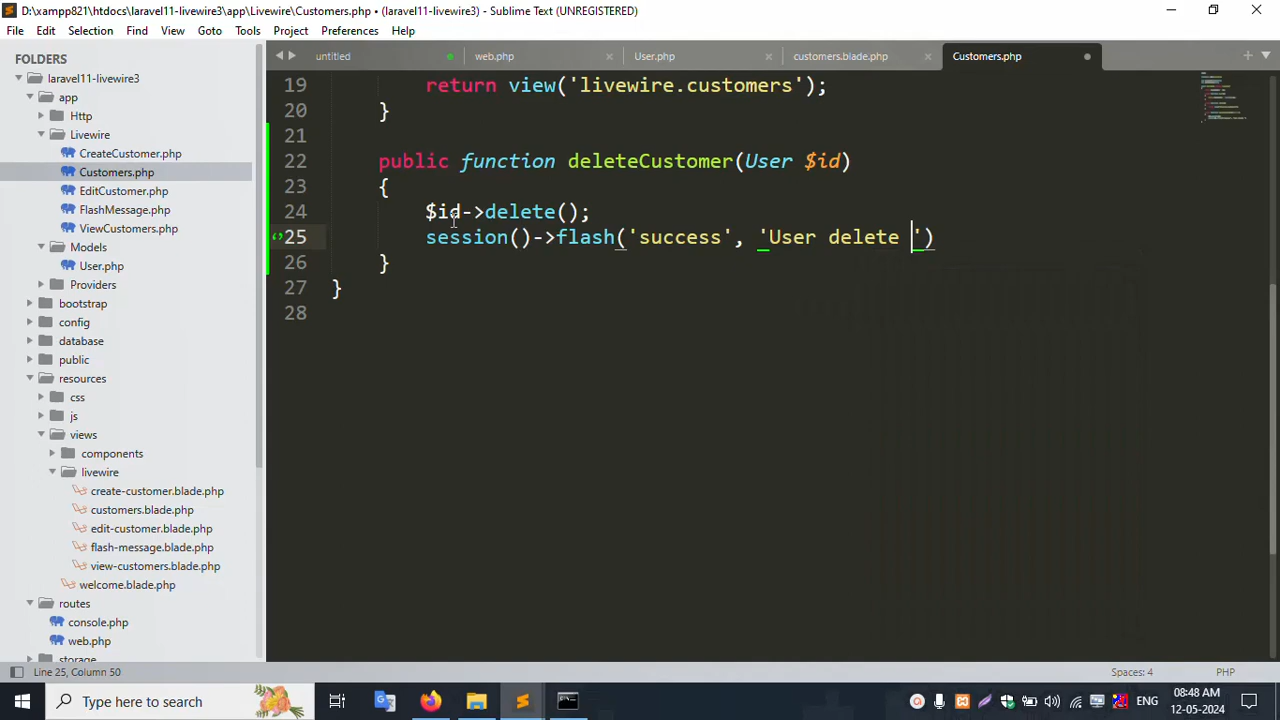 D:\xampp821\htdocs\laravel11-livewire3\app\Livewire\Customers.php • (laravel11-livewire3) - Sublime Text (UNREGISTERED)
File Edit Selection Find View Goto Tools Project Preferences Help
FOLDERS
laravel11-livewire3
app
Http
Livewire
CreateCustomer.php
Customers.php
EditCustomer.php
FlashMessage.php
ViewCustomers.php
Models
User.php
Providers
bootstrap
config
database
public
resources
css
js
views
components
livewire
create-customer.blade.php
customers.blade.php
edit-customer.blade.php
flash-message.blade.php
view-customers.blade.php
welcome.blade.php
routes
console.php
web.php
storage
untitled web.php User.php customers.blade.php Customers.php
19 return view('livewire.customers');
20 }
21
22 public function deleteCustomer(User $id)
23 {
24 $id->delete();
25 session()->flash('success', 'User delete ')
26 }
27 }
28
Line 25, Column 50 Spaces: 4 PHP
Type here to search ENG 08:48 AM
12-05-2024